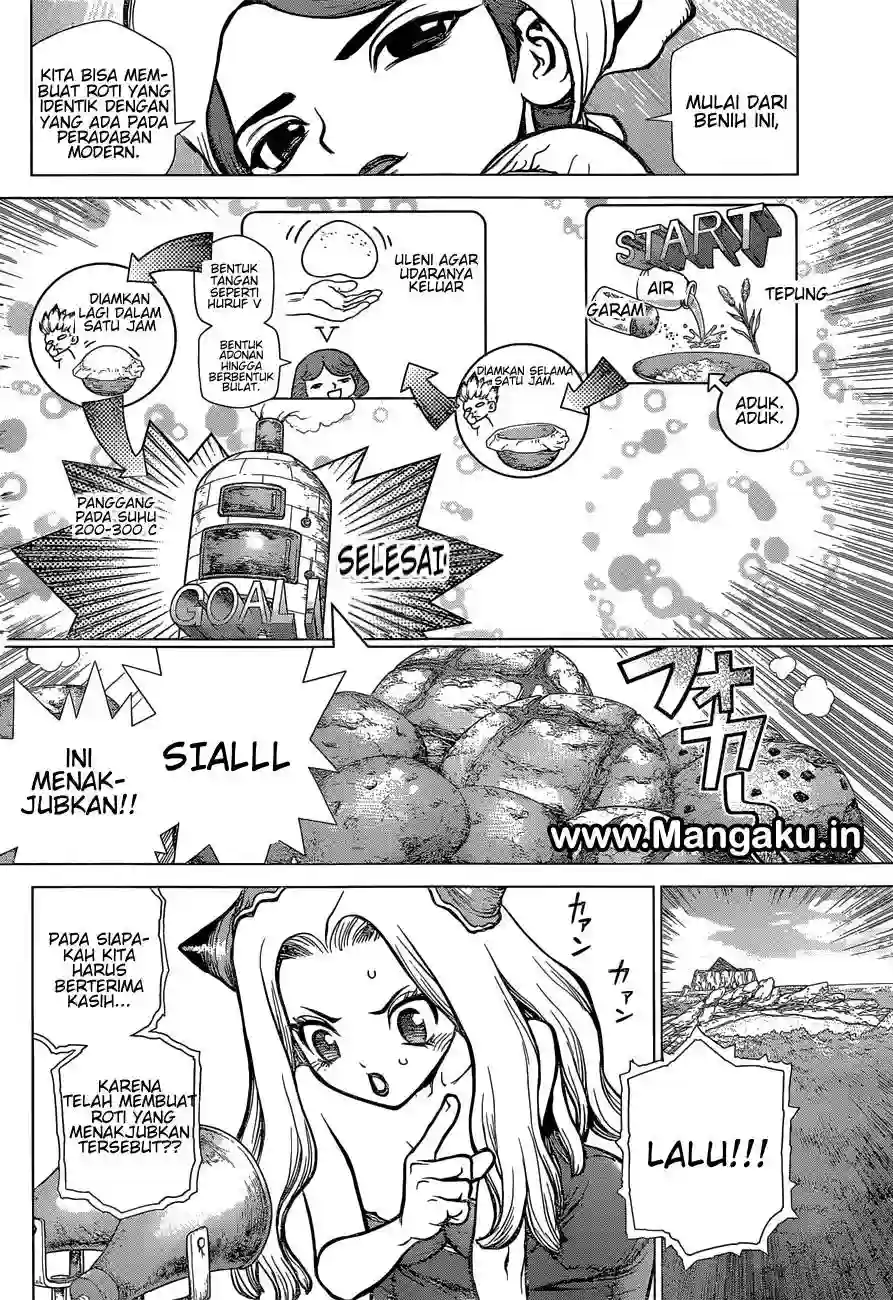 MULAI DARI
BENIH INI,
KITA BISA MEM-
BUAT ROTI YANG
IDENTIK DENGAN
YANG ADA PADA
PERADABAN
MODERN.
START
AIR
GARAM
TEPUNG
ADUK.
ADUK.
DIAMKAN SELAMA
SATU JAM.
ULENI AGAR
UDARANYA
KELUAR
BENTUK
TANGAN
SEPERTI
HURUF V
BENTUK
ADONAN
HINGGA
BERBENTUK
BULAT.
DIAMKAN
LAGI DALAM
SATU JAM
PANGGANG
PADA SUHU
200-300 C
SELESAI
GOAL!!
フォオカ〜
SIALLL
INI
MENAK-
JUBKAN!!
www.Mangaku.in
LALU!!!
カァン
カァン
PADA SIAPA-
KAH KITA
HARUS
BERTERIMA
KASIH...
KARENA
TELAH MEMBUAT
ROTI YANG
MENAKJUBKAN
TERSEBUT??